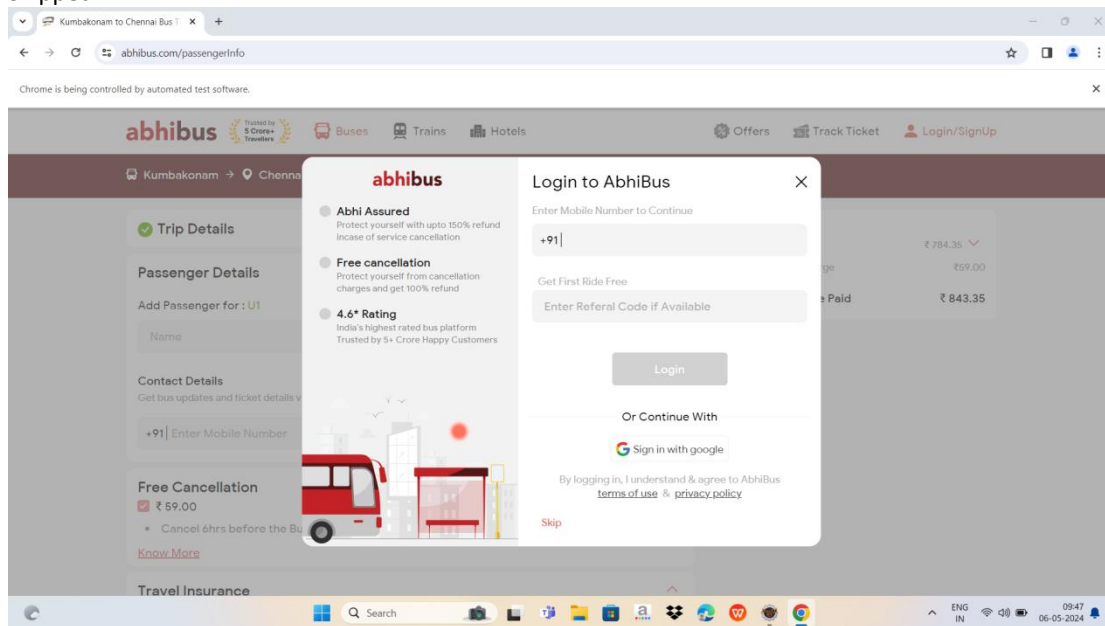 Kumbakonam to Chennai Bus T
abhibus.com/passengerInfo
Chrome is being controlled by automated test software.
abhibus
Trusted by
5 Crore+
Travellers
Buses
Trains
Hotels
Offers
Track Ticket
Login/SignUp
Kumbakonam → Chenna
Trip Details
Passenger Details
Add Passenger for : U1
Name
Contact Details
Get bus updates and ticket details v
+91 Enter Mobile Number
Free Cancellation
₹ 59.00
• Cancel 6hrs before the Bu
Know More
Travel Insurance
abhibus
Abhi Assured
Protect yourself with upto 150% refund
incase of service cancellation
Free cancellation
Protect yourself from cancellation
charges and get 100% refund
4.6* Rating
India's highest rated bus platform
Trusted by 5+ Crore Happy Customers
Login to AbhiBus
Enter Mobile Number to Continue
+91
Get First Ride Free
Enter Referal Code if Available
Login
Or Continue With
Sign in with google
By logging in, I understand & agree to AbhiBus
terms of use & privacy policy
Skip
₹ 784.35
ge ₹59.00
e Paid ₹ 843.35
Search
ENG
IN
09:47
06-05-2024